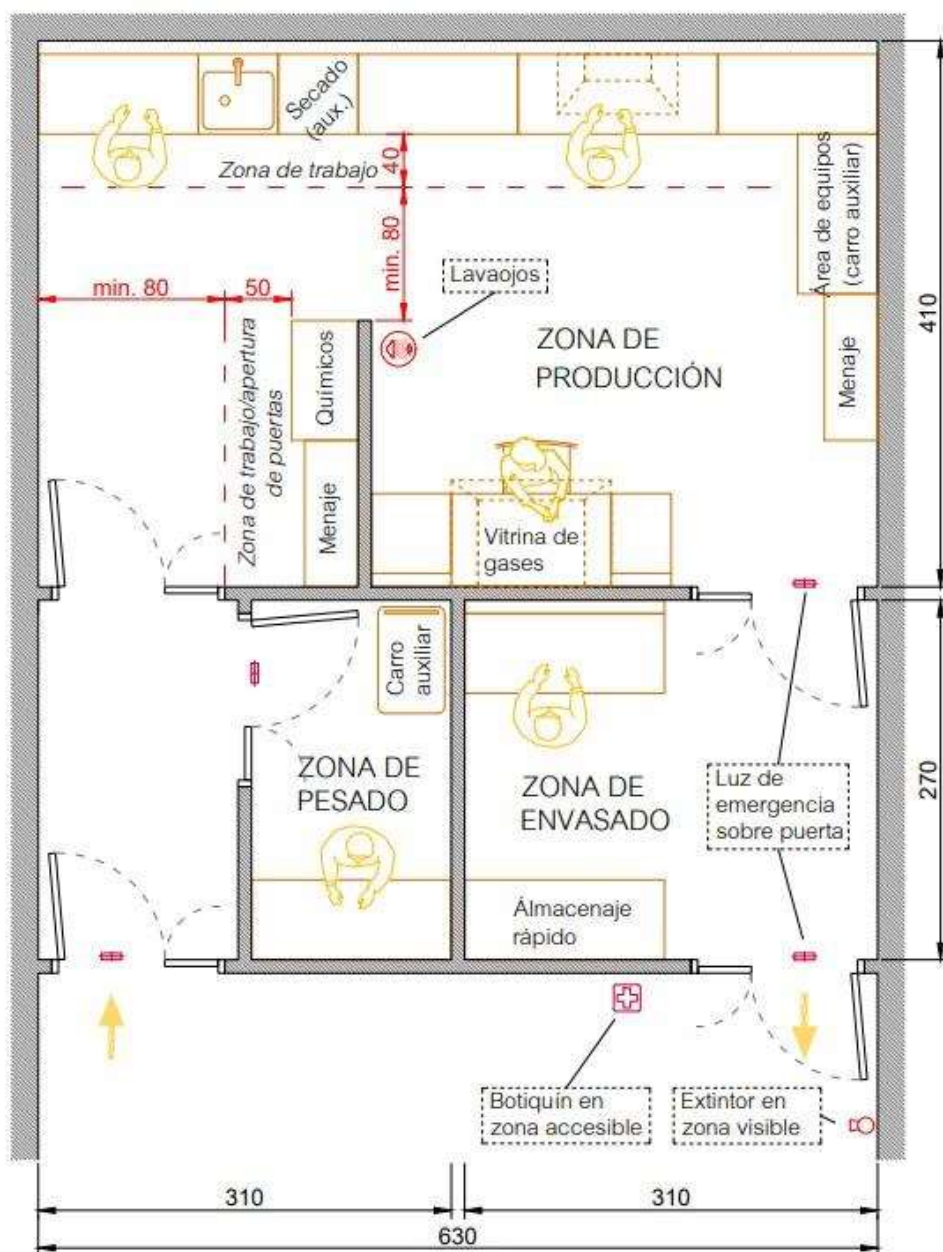 Secado
(aux.)
Zona de trabajo
40
min. 80
Área de equipos
(carro auxiliar)
min. 80
50
Lavaojos
410
Zona de trabajo/apertura
de puertas
Químicos
ZONA DE
PRODUCCIÓN
Menaje
Menaje
Vitrina de
gases
Carro
auxiliar
ZONA DE
PESADO
ZONA DE
ENVASADO
Luz de
emergencia
sobre puerta
270
Álmacenaje
rápido
Botiquín en
zona accesible
Extintor en
zona visible
310
310
630